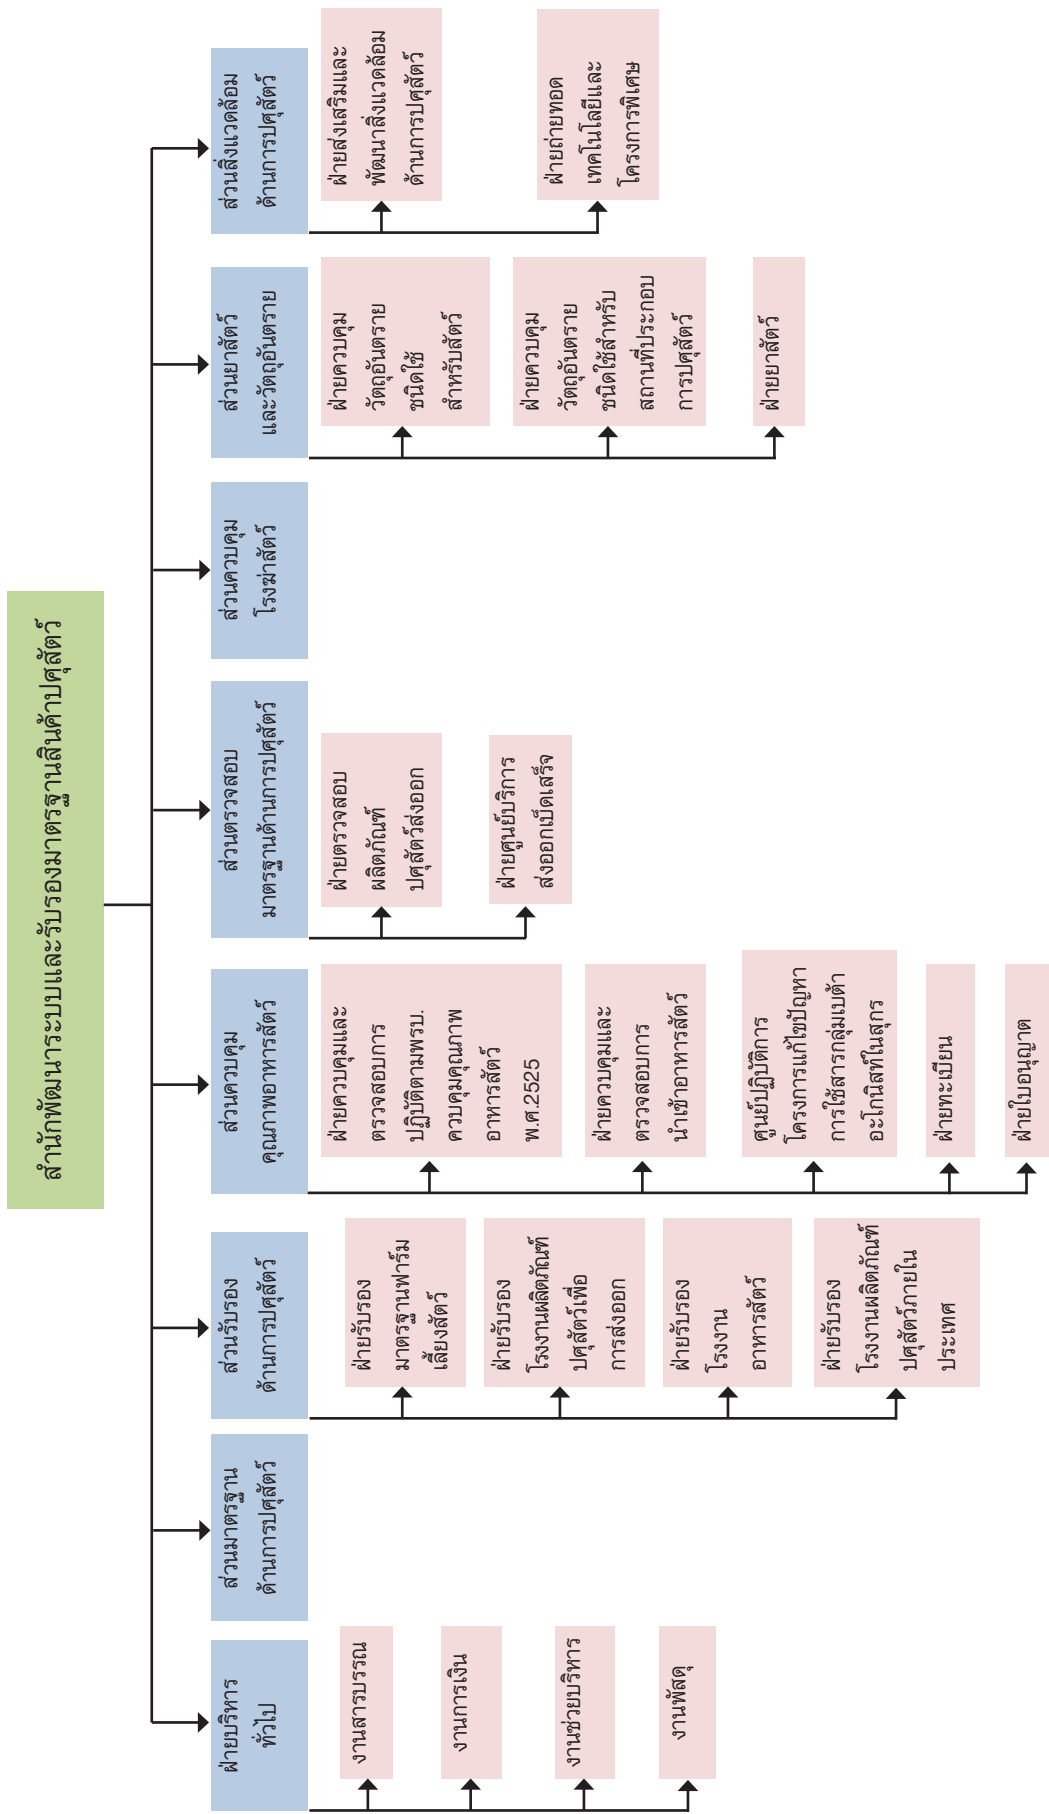 สำนักพัฒนาระบบและรับรองมาตรฐานสินค้าปศุสัตว์
ฝ่ายบริหาร
ทั่วไป
งานสารบรรณ
งานการเงิน
งานช่วยบริหาร
งานพัสดุ
ส่วนมาตรฐาน
ด้านการปศุสัตว์
ส่วนรับรอง
ด้านการปศุสัตว์
ฝ่ายรับรอง
มาตรฐานฟาร์ม
เลี้ยงสัตว์
ฝ่ายรับรอง
โรงงานผลิตภัณฑ์
ปศุสัตว์เพื่อ
การส่งออก
ฝ่ายรับรอง
โรงงาน
อาหารสัตว์
ฝ่ายรับรอง
โรงงานผลิตภัณฑ์
ปศุสัตว์ภายใน
ประเทศ
ส่วนควบคุม
คุณภาพอาหารสัตว์
ฝ่ายควบคุมและ
ตรวจสอบการ
ปฏิบัติตามพรบ.
ควบคุมคุณภาพ
อาหารสัตว์
พ.ศ.2525
ฝ่ายควบคุมและ
ตรวจสอบการ
นำเข้าอาหารสัตว์
ศูนย์ปฏิบัติการ
โครงการแก้ไขปัญหา
การใช้สารกลุ่มเบต้า
อะโกนิสท์ในสุกร
ฝ่ายทะเบียน
ฝ่ายใบอนุญาต
ส่วนตรวจสอบ
มาตรฐานด้านการปศุสัตว์
ฝ่ายตรวจสอบ
ผลิตภัณฑ์
ปศุสัตว์ส่งออก
ฝ่ายศูนย์บริการ
ส่งออกเบ็ดเสร็จ
ส่วนควบคุม
โรงฆ่าสัตว์
ส่วนยาสัตว์
และวัตถุอันตราย
ฝ่ายควบคุม
วัตถุอันตราย
ชนิดใช้
สำหรับสัตว์
ฝ่ายควบคุม
วัตถุอันตราย
ชนิดใช้สำหรับ
สถานที่ประกอบ
การปศุสัตว์
ฝ่ายยาสัตว์
ส่วนสิ่งแวดล้อม
ด้านการปศุสัตว์
ฝ่ายส่งเสริมและ
พัฒนาสิ่งแวดล้อม
ด้านการปศุสัตว์
ฝ่ายถ่ายทอด
เทคโนโลยีและ
โครงการพิเศษ